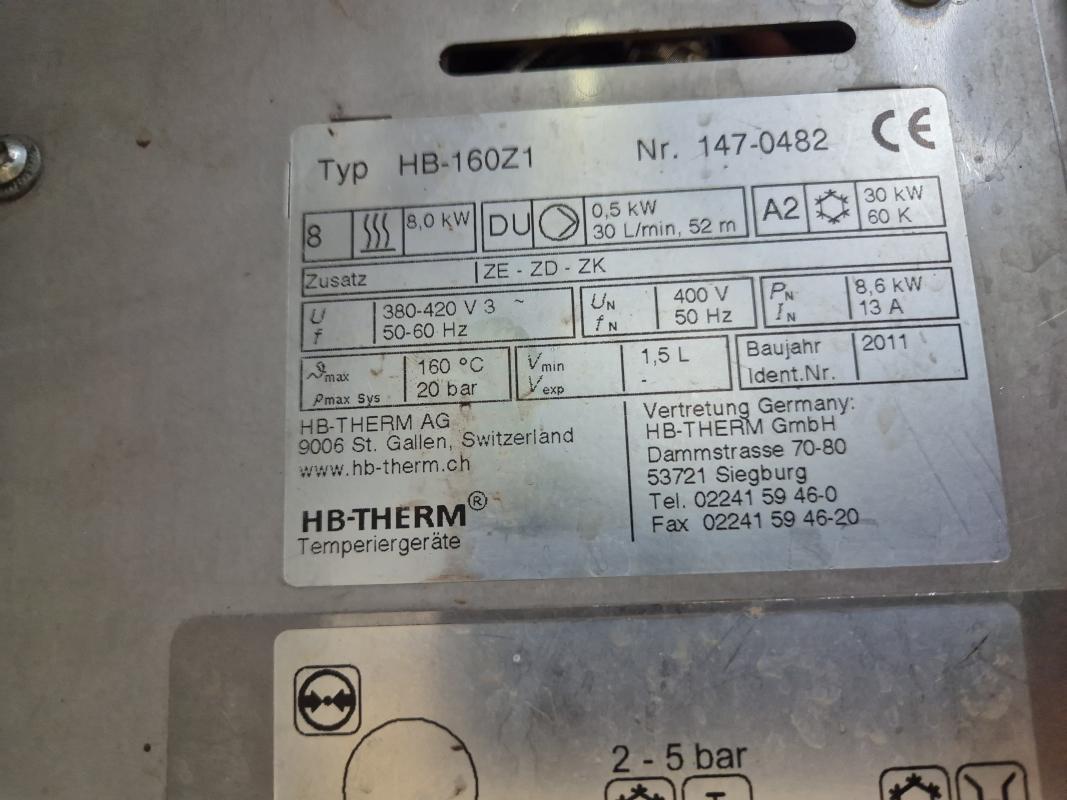 Typ HB-160Z1 Nr. 147-0482 CE
8 8,0 kW DU 0,5 kW 30 L/min, 52 m A2 30 kW 60 K
Zusatz ZE - ZD - ZK
U 380-420 V 3 ~ UN 400 V PN 8,6 kW
f 50-60 Hz fN 50 Hz IN 13 A
ϑmax 160 °C Vmin 1,5 L Baujahr 2011
pmax Sys 20 bar Vexp - Ident.Nr.
HB-THERM AG
9006 St. Gallen, Switzerland
www.hb-therm.ch
HB-THERM®
Temperiergeräte
Vertretung Germany:
HB-THERM GmbH
Dammstrasse 70-80
53721 Siegburg
Tel. 02241 59 46-0
Fax 02241 59 46-20
2 - 5 bar